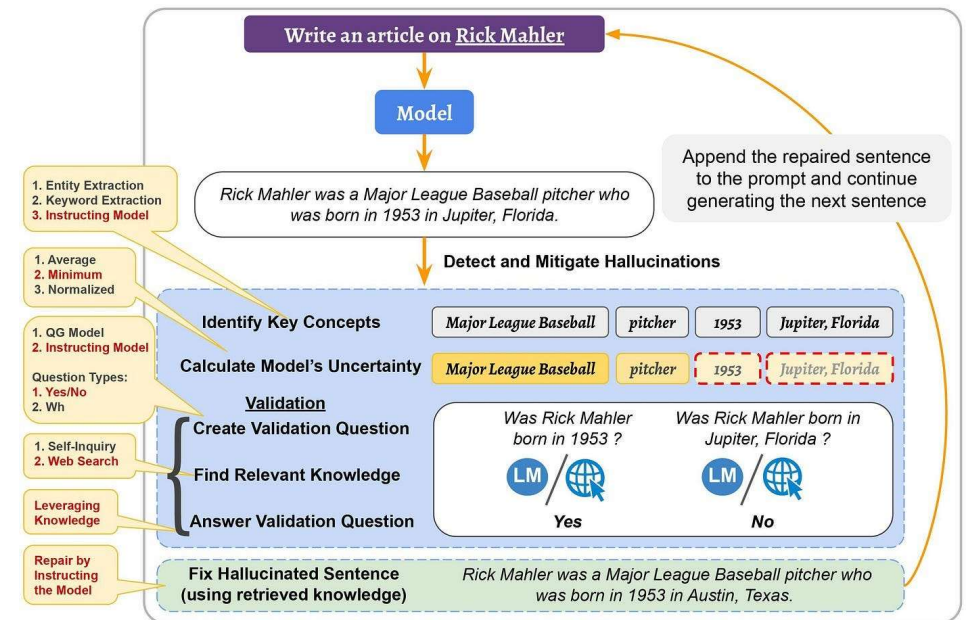 Write an article on Rick Mahler
Model
Rick Mahler was a Major League Baseball pitcher who
was born in 1953 in Jupiter, Florida.
Append the repaired sentence
to the prompt and continue
generating the next sentence
1. Entity Extraction
2. Keyword Extraction
3. Instructing Model
Detect and Mitigate Hallucinations
1. Average
2. Minimum
3. Normalized
Identify Key Concepts
Major League Baseball
pitcher
1953
Jupiter, Florida
1. QG Model
2. Instructing Model
Question Types:
1. Yes/No
2. Wh
Calculate Model's Uncertainty
Major League Baseball
pitcher
1953
Jupiter, Florida
Validation
Create Validation Question
Was Rick Mahler
born in 1953 ?
Was Rick Mahler born in
Jupiter, Florida ?
1. Self-Inquiry
2. Web Search
Find Relevant Knowledge
LM
LM
Leveraging
Knowledge
Answer Validation Question
Yes
No
Repair by
Instructing
the Model
Fix Hallucinated Sentence
(using retrieved knowledge)
Rick Mahler was a Major League Baseball pitcher who
was born in 1953 in Austin, Texas.